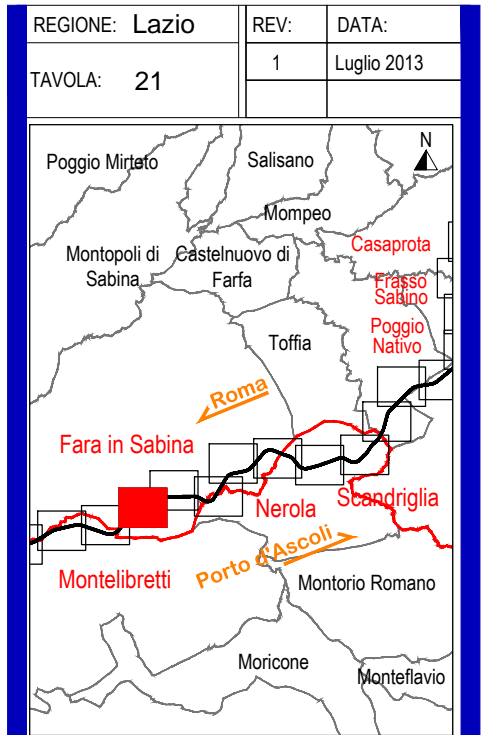 REGIONE: Lazio
REV:
DATA:
1
Luglio 2013
TAVOLA: 21
N
Poggio Mirteto
Salisano
Mompeo
Casaprota
Montopoli di
Sabina
Castelnuovo di
Farfa
Frasso
Sabino
Poggio
Nativo
Toffia
Roma
Fara in Sabina
Nerola
Scandriglia
Porto d'Ascoli
Montelibretti
Montorio Romano
Moricone
Monteflavio